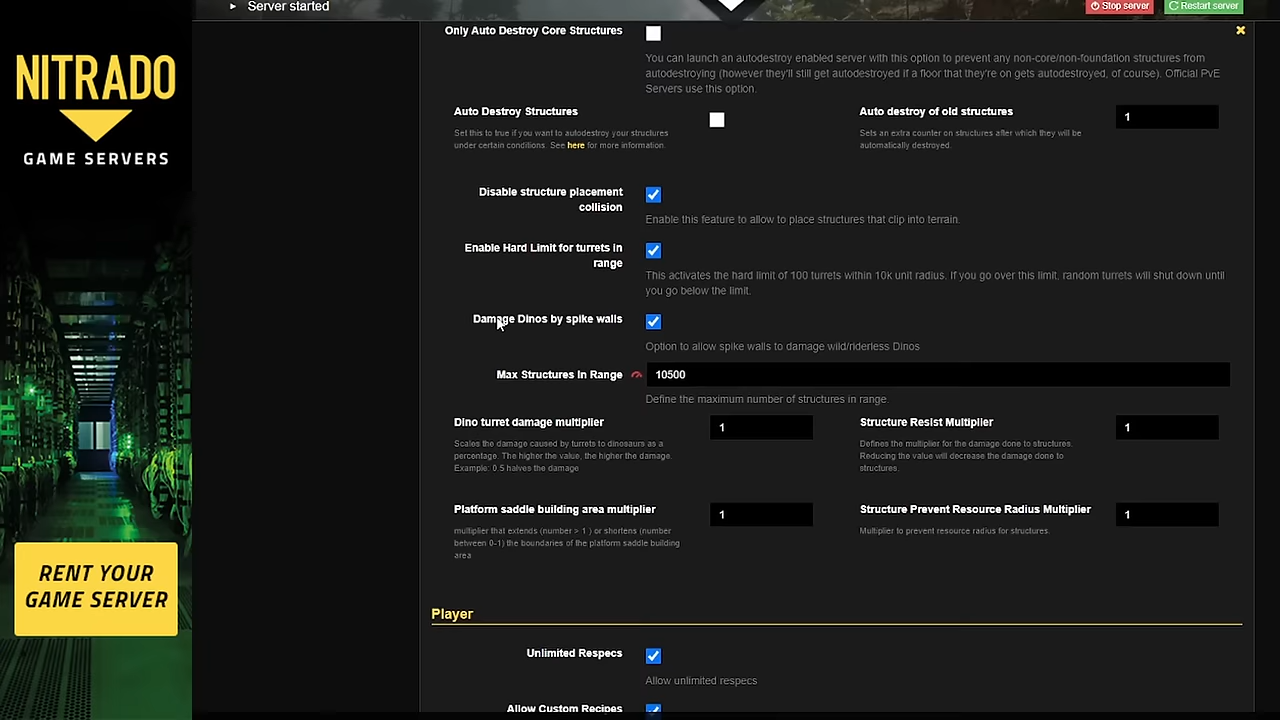 Server started
Stop server
Restart server
NITRADO
GAME SERVERS
RENT YOUR
GAME SERVER
Only Auto Destroy Core Structures
You can launch an autodestroy enabled server with this option to prevent any non-core/non-foundation structures from
autodestroying (however they'll still get autodestroyed if a floor that they're on gets autodestroyed, of course). Official PvE
Servers use this option.
Auto Destroy Structures
Set this to true if you want to autodestroy your structures
under certain conditions. See here for more information.
Auto destroy of old structures
Sets an extra counter on structures after which they will be
automatically destroyed.
1
Disable structure placement
collision
Enable this feature to allow to place structures that clip into terrain.
Enable Hard Limit for turrets in
range
This activates the hard limit of 100 turrets within 10k unit radius. If you go over this limit, random turrets will shut down until
you go below the limit.
Damage Dinos by spike walls
Option to allow spike walls to damage wild/riderless Dinos
Max Structures In Range
10500
Define the maximum number of structures in range.
Dino turret damage multiplier
Scales the damage caused by turrets to dinosaurs as a
percentage. The higher the value, the higher the damage.
Example: 0.5 halves the damage
1
Structure Resist Multiplier
Defines the multiplier for the damage done to structures.
Reducing the value will decrease the damage done to
structures.
1
Platform saddle building area multiplier
multiplier that extends (number > 1 ) or shortens (number
between 0-1) the boundaries of the platform saddle building
area
1
Structure Prevent Resource Radius Multiplier
Multiplier to prevent resource radius for structures.
1
Player
Unlimited Respecs
Allow unlimited respecs
Allow Custom Recipes